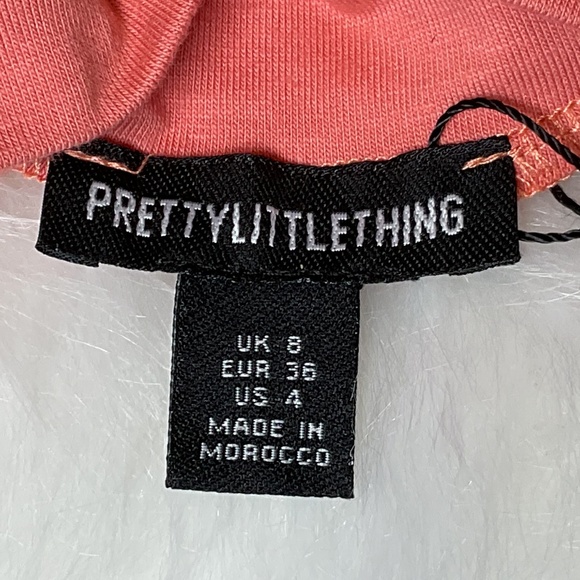 PRETTYLITTLETHING
UK 8
EUR 36
US 4
MADE IN
MOROCCO